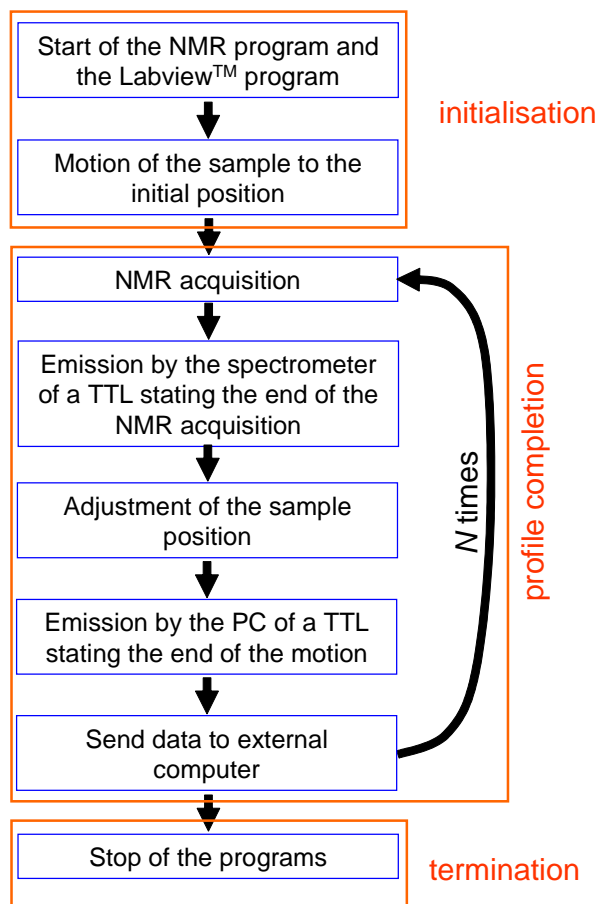 Start of the NMR program and
the Labview™ program
initialisation
Motion of the sample to the
initial position
NMR acquisition
Emission by the spectrometer
of a TTL stating the end of the
NMR acquisition
Adjustment of the sample
position
N times
profile completion
Emission by the PC of a TTL
stating the end of the motion
Send data to external
computer
Stop of the programs
termination